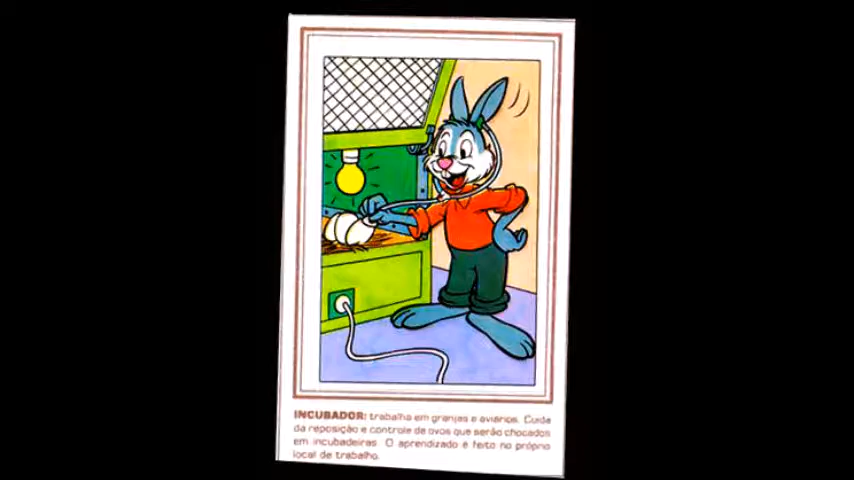 INCUBADOR: trabalha em granjas e aviários. Cuida
da reposição e controle de ovos que serão chocados
em incubadeiras. O aprendizado é feito no próprio
local de trabalho.